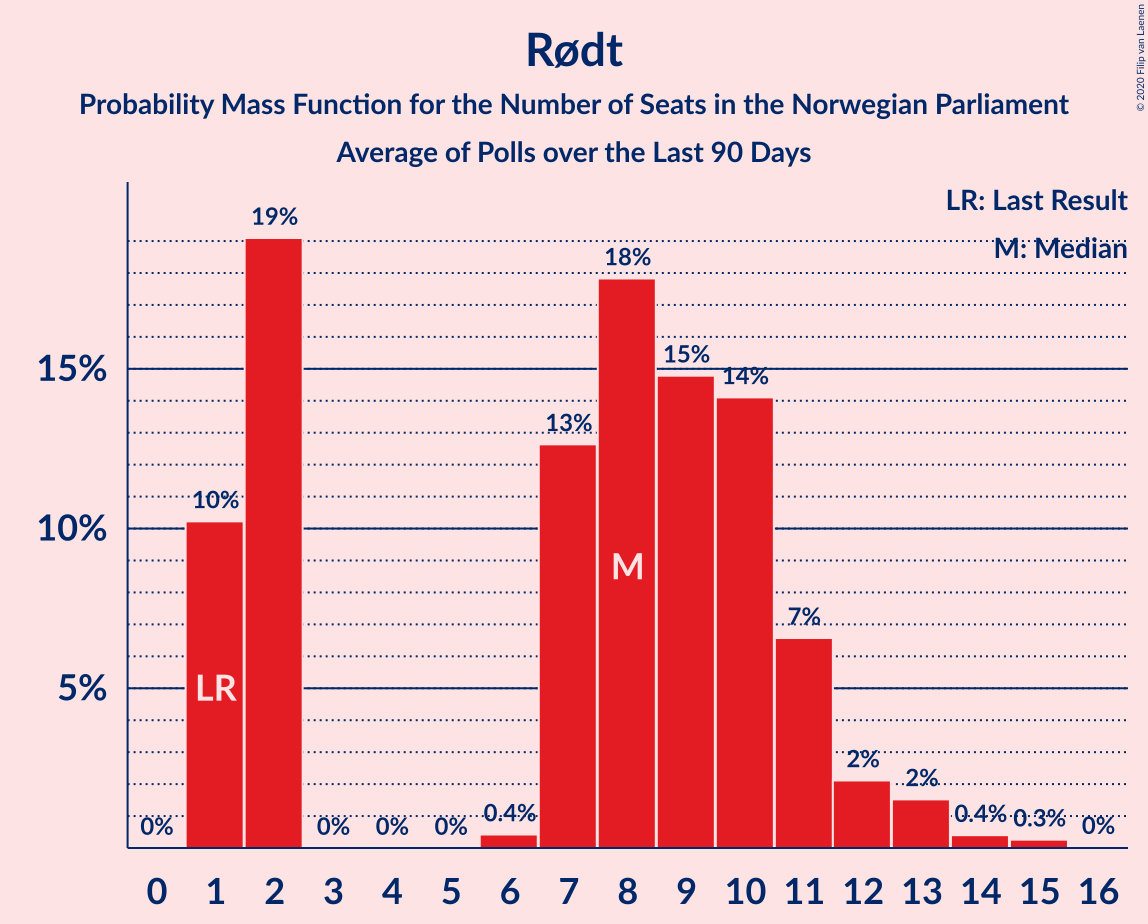 Rødt
Probability Mass Function for the Number of Seats in the Norwegian Parliament
Average of Polls over the Last 90 Days
© 2020 Filip van Laenen
LR: Last Result
M: Median
19%
18%
15%
15%
14%
13%
10%
10%
M
7%
5%
LR
2%
2%
0% 0% 0% 0% 0.4% 0.4% 0.3% 0%
0 1 2 3 4 5 6 7 8 9 10 11 12 13 14 15 16